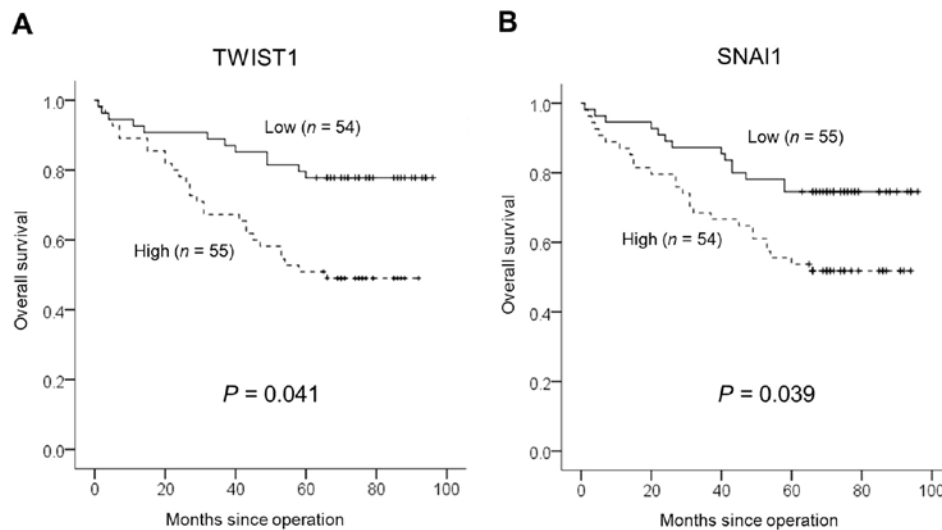 A
TWIST1
Overall survival
1.0
0.8
0.6
0.4
0.2
0.0
Low (n = 54)
High (n = 55)
P = 0.041
0 20 40 60 80 100
Months since operation
B
SNAI1
Overall survival
1.0
0.8
0.6
0.4
0.2
0.0
Low (n = 55)
High (n = 54)
P = 0.039
0 20 40 60 80 100
Months since operation